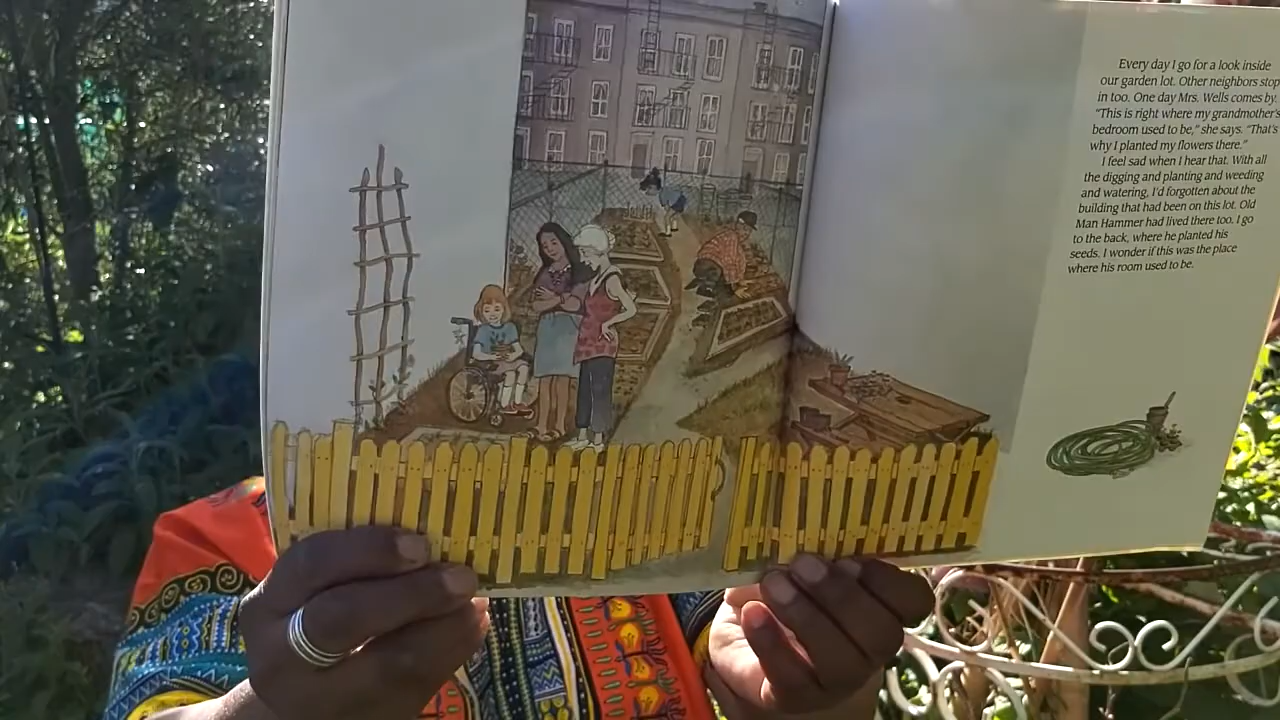 Every day I go for a look inside
our garden lot. Other neighbors stop
in too. One day Mrs. Wells comes by.
"This is right where my grandmother's
bedroom used to be," she says. "That's
why I planted my flowers there."
I feel sad when I hear that. With all
the digging and planting and weeding
and watering, I'd forgotten about the
building that had been on this lot. Old
Man Hammer had lived there too. I go
to the back, where he planted his
seeds. I wonder if this was the place
where his room used to be.